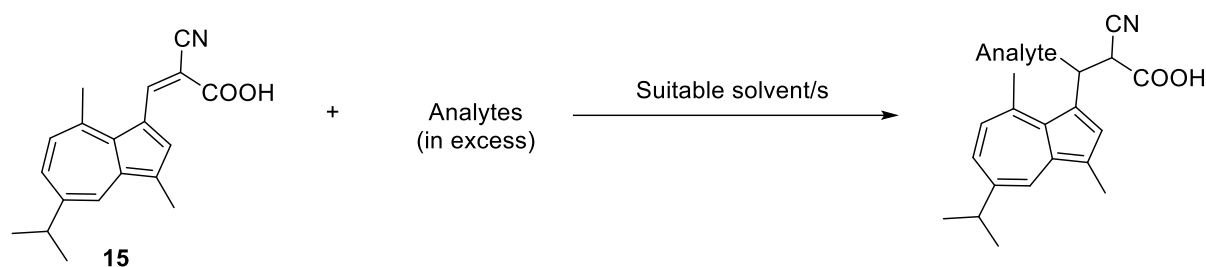 CN
COOH
15
+
Analytes
(in excess)
Suitable solvent/s
Analyte
CN
COOH